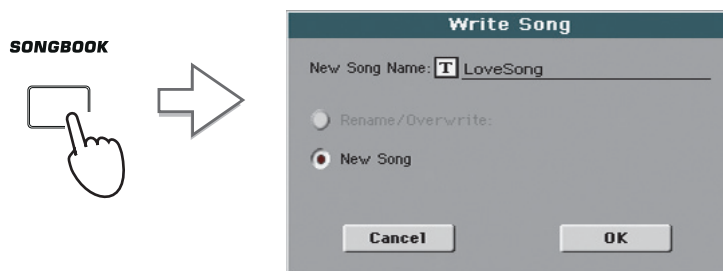 SONGBOOK
Write Song
New Song Name: T LoveSong
Rename/Overwrite:
New Song
Cancel OK